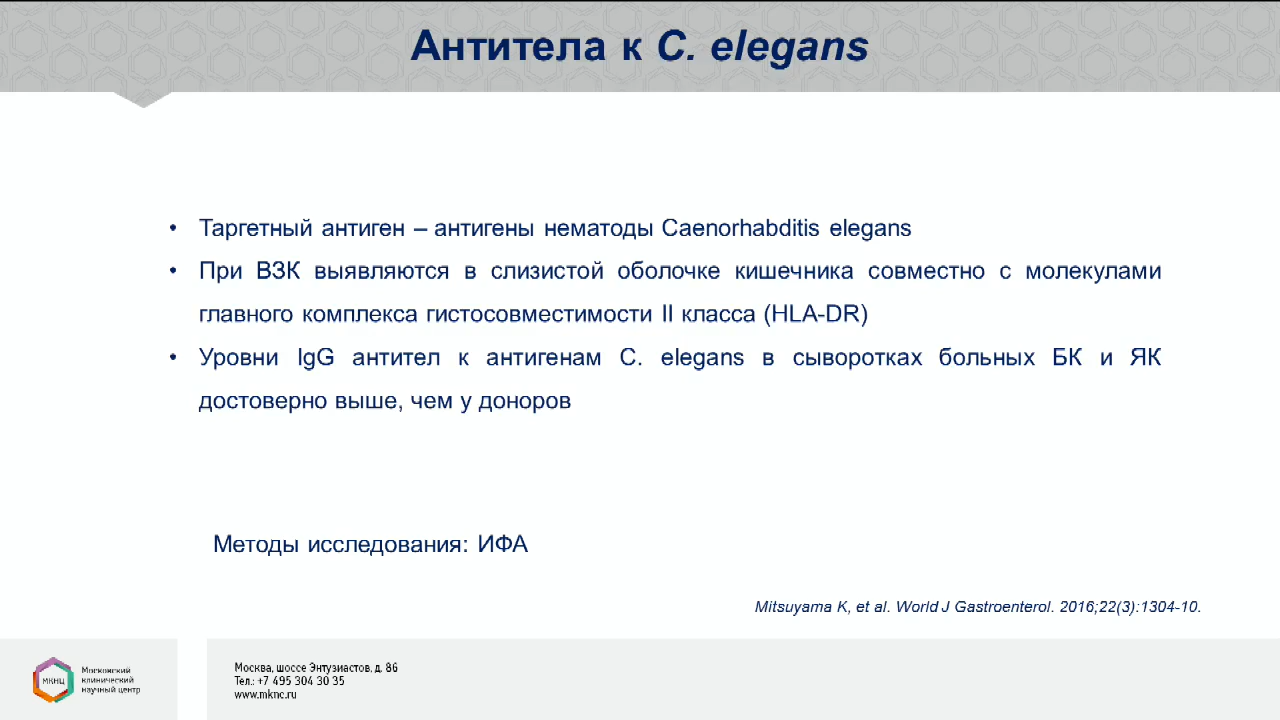 Антитела к C. elegans
• Таргетный антиген – антигены нематоды Caenorhabditis elegans
• При ВЗК выявляются в слизистой оболочке кишечника совместно с молекулами
главного комплекса гистосовместимости II класса (HLA-DR)
• Уровни IgG антител к антигенам C. elegans в сыворотках больных БК и ЯК
достоверно выше, чем у доноров
Методы исследования: ИФА
Mitsuyama K, et al. World J Gastroenterol. 2016;22(3):1304-10.
МКНЦ
Московский
клинический
научный центр
Москва, шоссе Энтузиастов, д. 86
Тел.: +7 495 304 30 35
www.mknc.ru